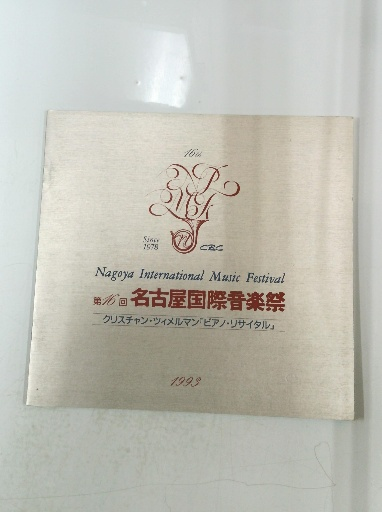 16th
Since
1978
CBC
Nagoya International Music Festival
第16回 名古屋国際音楽祭
クリスチャン・ツィメルマン「ピアノ・リサイタル」
1993